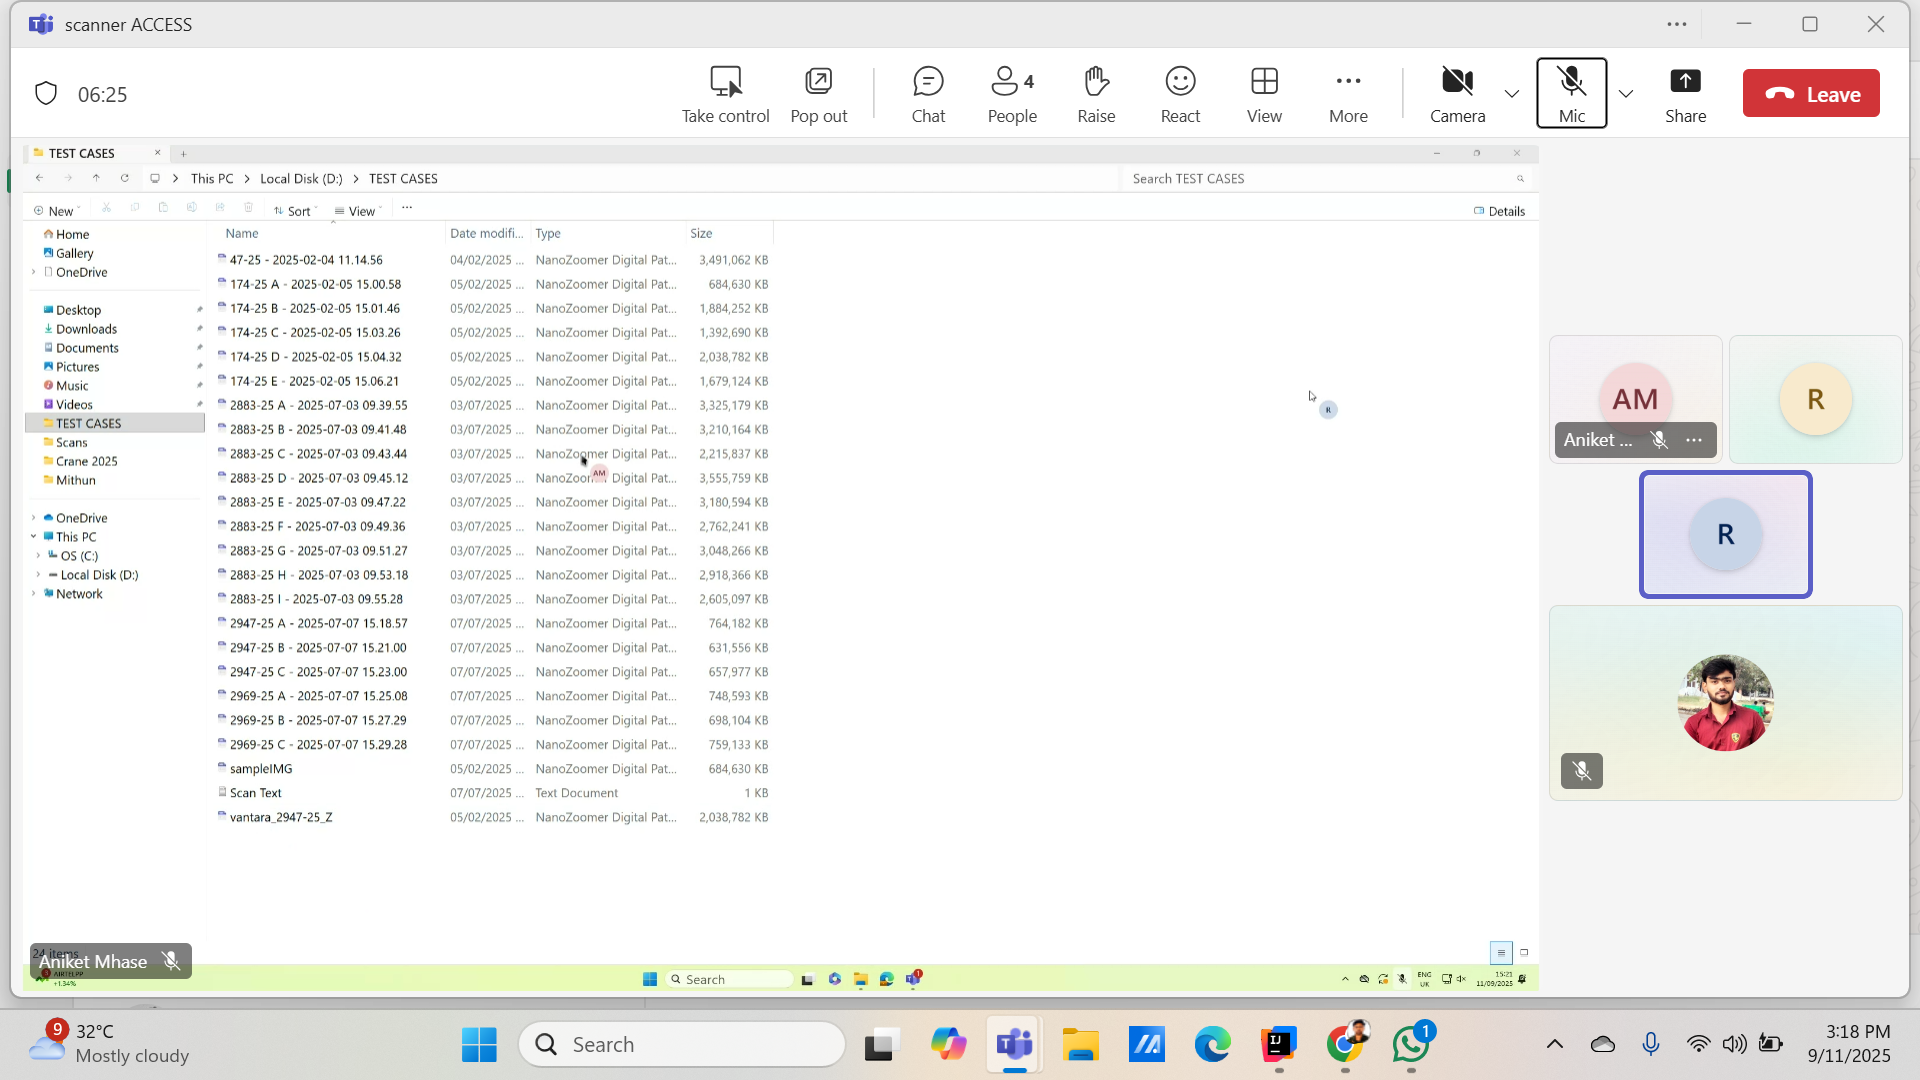 scanner ACCESS
06:25
Take control
Pop out
Chat
4
People
Raise
React
View
More
Camera
Mic
Share
Leave
TEST CASES
This PC > Local Disk (D:) > TEST CASES
Search TEST CASES
New
Sort
View
Details
Home
Gallery
OneDrive
Desktop
Downloads
Documents
Pictures
Music
Videos
TEST CASES
Scans
Crane 2025
Mithun
OneDrive
This PC
OS (C:)
Local Disk (D:)
Network
Name Date modifi... Type Size
47-25 - 2025-02-04 11.14.56 04/02/2025 ... NanoZoomer Digital Pat... 3,491,062 KB
174-25 A - 2025-02-05 15.00.58 05/02/2025 ... NanoZoomer Digital Pat... 684,630 KB
174-25 B - 2025-02-05 15.01.46 05/02/2025 ... NanoZoomer Digital Pat... 1,884,252 KB
174-25 C - 2025-02-05 15.03.26 05/02/2025 ... NanoZoomer Digital Pat... 1,392,690 KB
174-25 D - 2025-02-05 15.04.32 05/02/2025 ... NanoZoomer Digital Pat... 2,038,782 KB
174-25 E - 2025-02-05 15.06.21 05/02/2025 ... NanoZoomer Digital Pat... 1,679,124 KB
2883-25 A - 2025-07-03 09.39.55 03/07/2025 ... NanoZoomer Digital Pat... 3,325,179 KB
2883-25 B - 2025-07-03 09.41.48 03/07/2025 ... NanoZoomer Digital Pat... 3,210,164 KB
2883-25 C - 2025-07-03 09.43.44 03/07/2025 ... NanoZoomer Digital Pat... 2,215,837 KB
2883-25 D - 2025-07-03 09.45.12 03/07/2025 ... NanoZoomer Digital Pat... 3,555,759 KB
2883-25 E - 2025-07-03 09.47.22 03/07/2025 ... NanoZoomer Digital Pat... 3,180,594 KB
2883-25 F - 2025-07-03 09.49.36 03/07/2025 ... NanoZoomer Digital Pat... 2,762,241 KB
2883-25 G - 2025-07-03 09.51.27 03/07/2025 ... NanoZoomer Digital Pat... 3,048,266 KB
2883-25 H - 2025-07-03 09.53.18 03/07/2025 ... NanoZoomer Digital Pat... 2,918,366 KB
2883-25 I - 2025-07-03 09.55.28 03/07/2025 ... NanoZoomer Digital Pat... 2,605,097 KB
2947-25 A - 2025-07-07 15.18.57 07/07/2025 ... NanoZoomer Digital Pat... 764,182 KB
2947-25 B - 2025-07-07 15.21.00 07/07/2025 ... NanoZoomer Digital Pat... 631,556 KB
2947-25 C - 2025-07-07 15.23.00 07/07/2025 ... NanoZoomer Digital Pat... 657,977 KB
2969-25 A - 2025-07-07 15.25.08 07/07/2025 ... NanoZoomer Digital Pat... 748,593 KB
2969-25 B - 2025-07-07 15.27.29 07/07/2025 ... NanoZoomer Digital Pat... 698,104 KB
2969-25 C - 2025-07-07 15.29.28 07/07/2025 ... NanoZoomer Digital Pat... 759,133 KB
sampleIMG 05/02/2025 ... NanoZoomer Digital Pat... 684,630 KB
Scan Text 07/07/2025 ... Text Document 1 KB
vantara_2947-25_Z 05/02/2025 ... NanoZoomer Digital Pat... 2,038,782 KB
AM
R
24 items
Aniket Mhase
AIRTELPP
+1.34%
Search
1
ENG
UK
15:21
11/09/2025
AM
Aniket ...
R
R
9
32°C
Mostly cloudy
Search
1
3:18 PM
9/11/2025